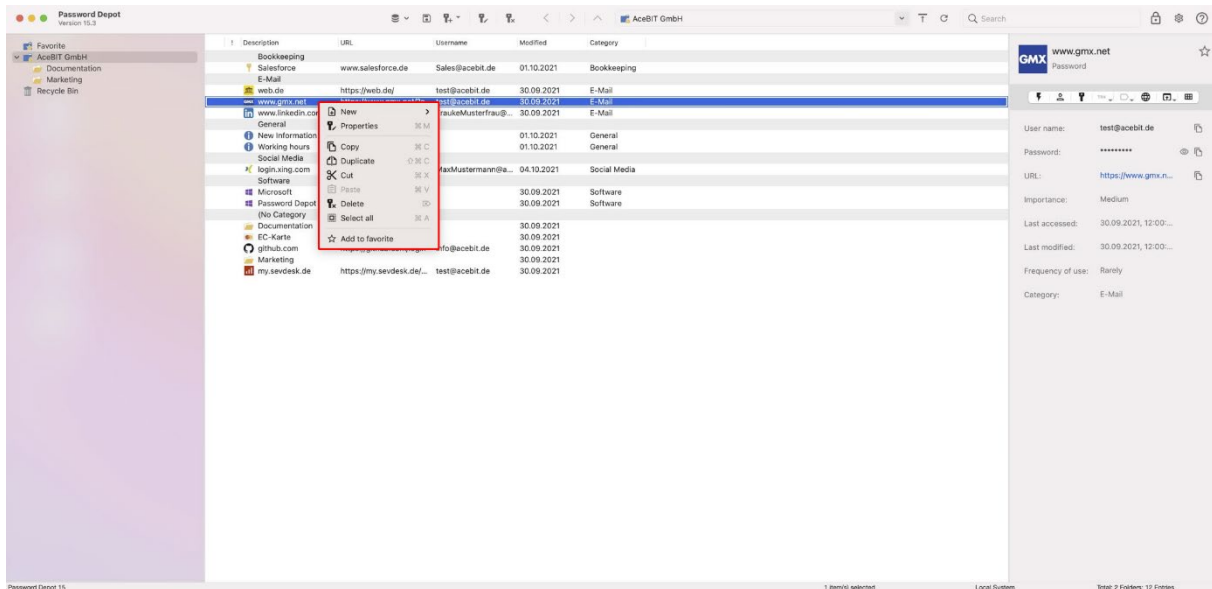 Password Depot
Version 15.3
AceBIT GmbH
Search
Favorite
AceBIT GmbH
Documentation
Marketing
Recycle Bin
! Description URL Username Modified Category
Bookkeeping
Salesforce www.salesforce.de Sales@acebit.de 01.10.2021 Bookkeeping
E-Mail
web.de https://web.de/ test@acebit.de 30.09.2021 E-Mail
www.gmx.net test@acebit.de 30.09.2021 E-Mail
www.linkedin.com raukeMusterfrau@... 30.09.2021 E-Mail
General
New Information 01.10.2021 General
Working hours 01.10.2021 General
Social Media
login.xing.com MaxMustermann@a... 04.10.2021 Social Media
Software
Microsoft 30.09.2021 Software
Password Depot 30.09.2021 Software
(No Category
Documentation 30.09.2021
EC-Karte 30.09.2021
github.com nfo@acebit.de 30.09.2021
Marketing 30.09.2021
my.sevdesk.de https://my.sevdesk.de/... test@acebit.de 30.09.2021
New
Properties ⌘ M
Copy ⌘ C
Duplicate ⇧⌘ C
Cut ⌘ X
Paste ⌘ V
Delete ⌦
Select all ⌘ A
Add to favorite
GMX
www.gmx.net
Password
User name: test@acebit.de
Password: •••••••••
URL: https://www.gmx.n...
Importance: Medium
Last accessed: 30.09.2021, 12:00:...
Last modified: 30.09.2021, 12:00:...
Frequency of use: Rarely
Category: E-Mail
Password Depot 15
1 item(s) selected
Local System
Total: 2 Folders; 12 Entries